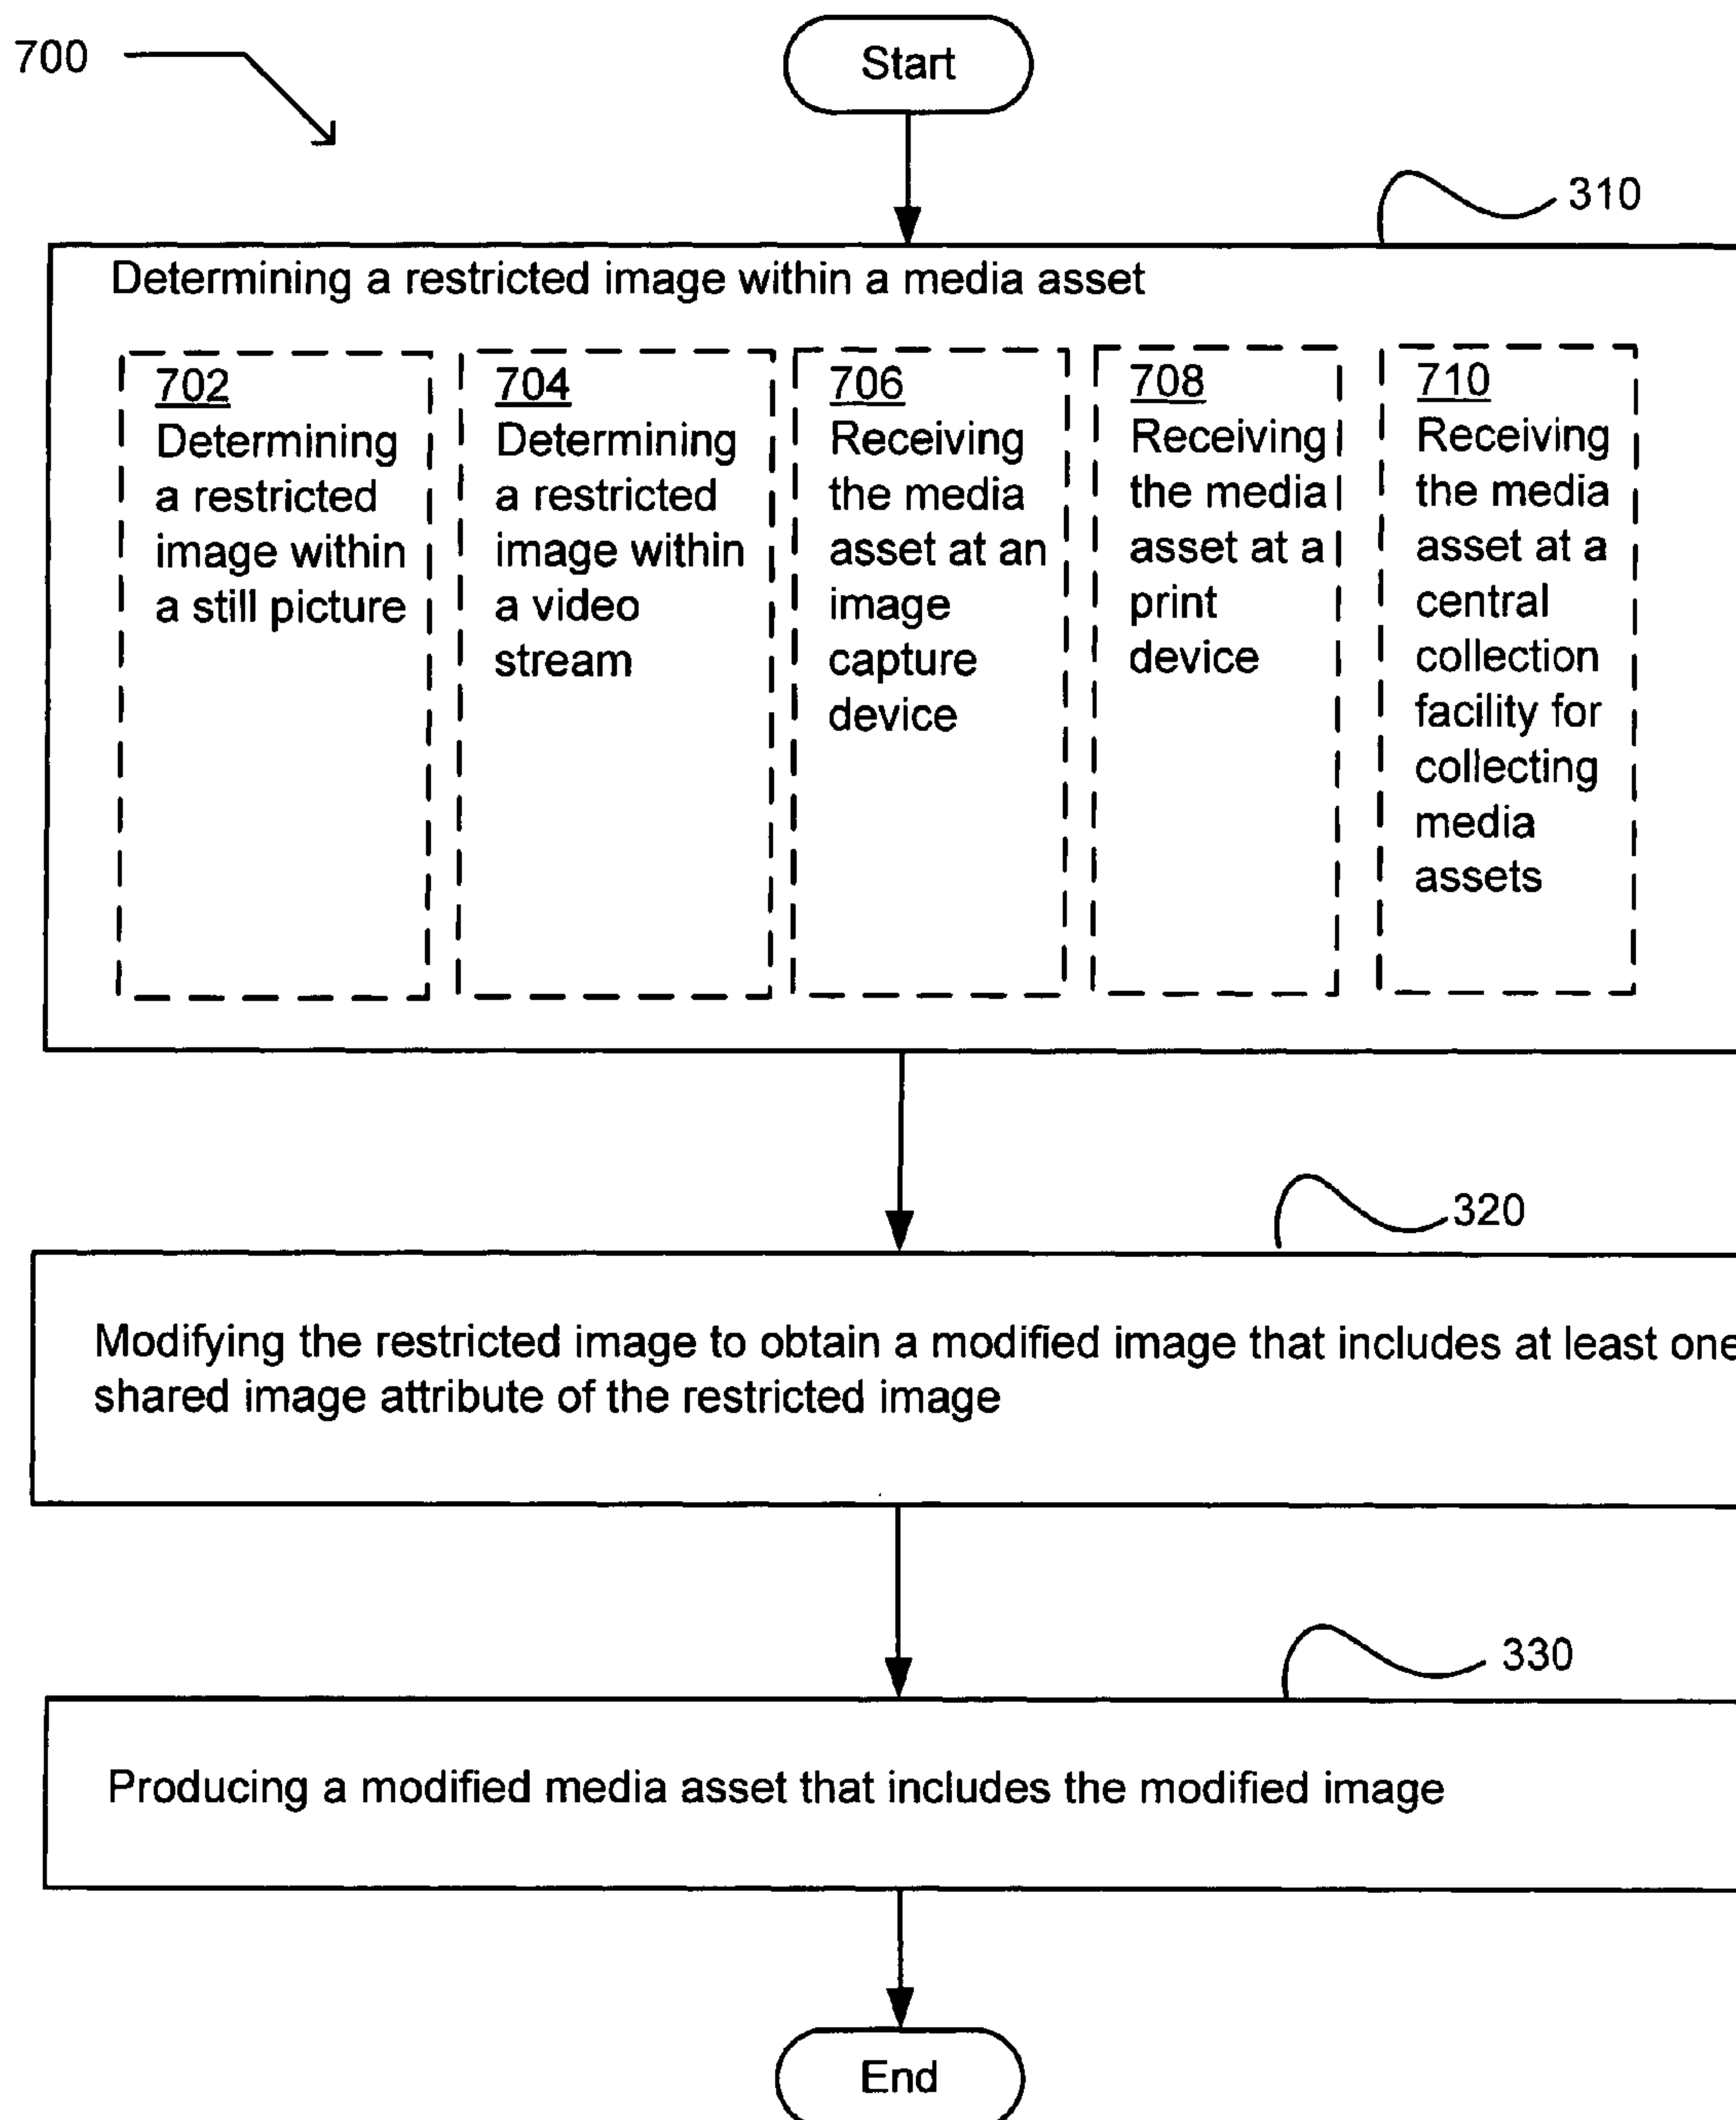 700
Start
310
Determining a restricted image within a media asset
702
Determining
a restricted
image within
a still picture
704
Determining
a restricted
image within
a video
stream
706
Receiving
the media
asset at an
image
capture
device
708
Receiving
the media
asset at a
print
device
710
Receiving
the media
asset at a
central
collection
facility for
collecting
media
assets
320
Modifying the restricted image to obtain a modified image that includes at least one
shared image attribute of the restricted image
330
Producing a modified media asset that includes the modified image
End